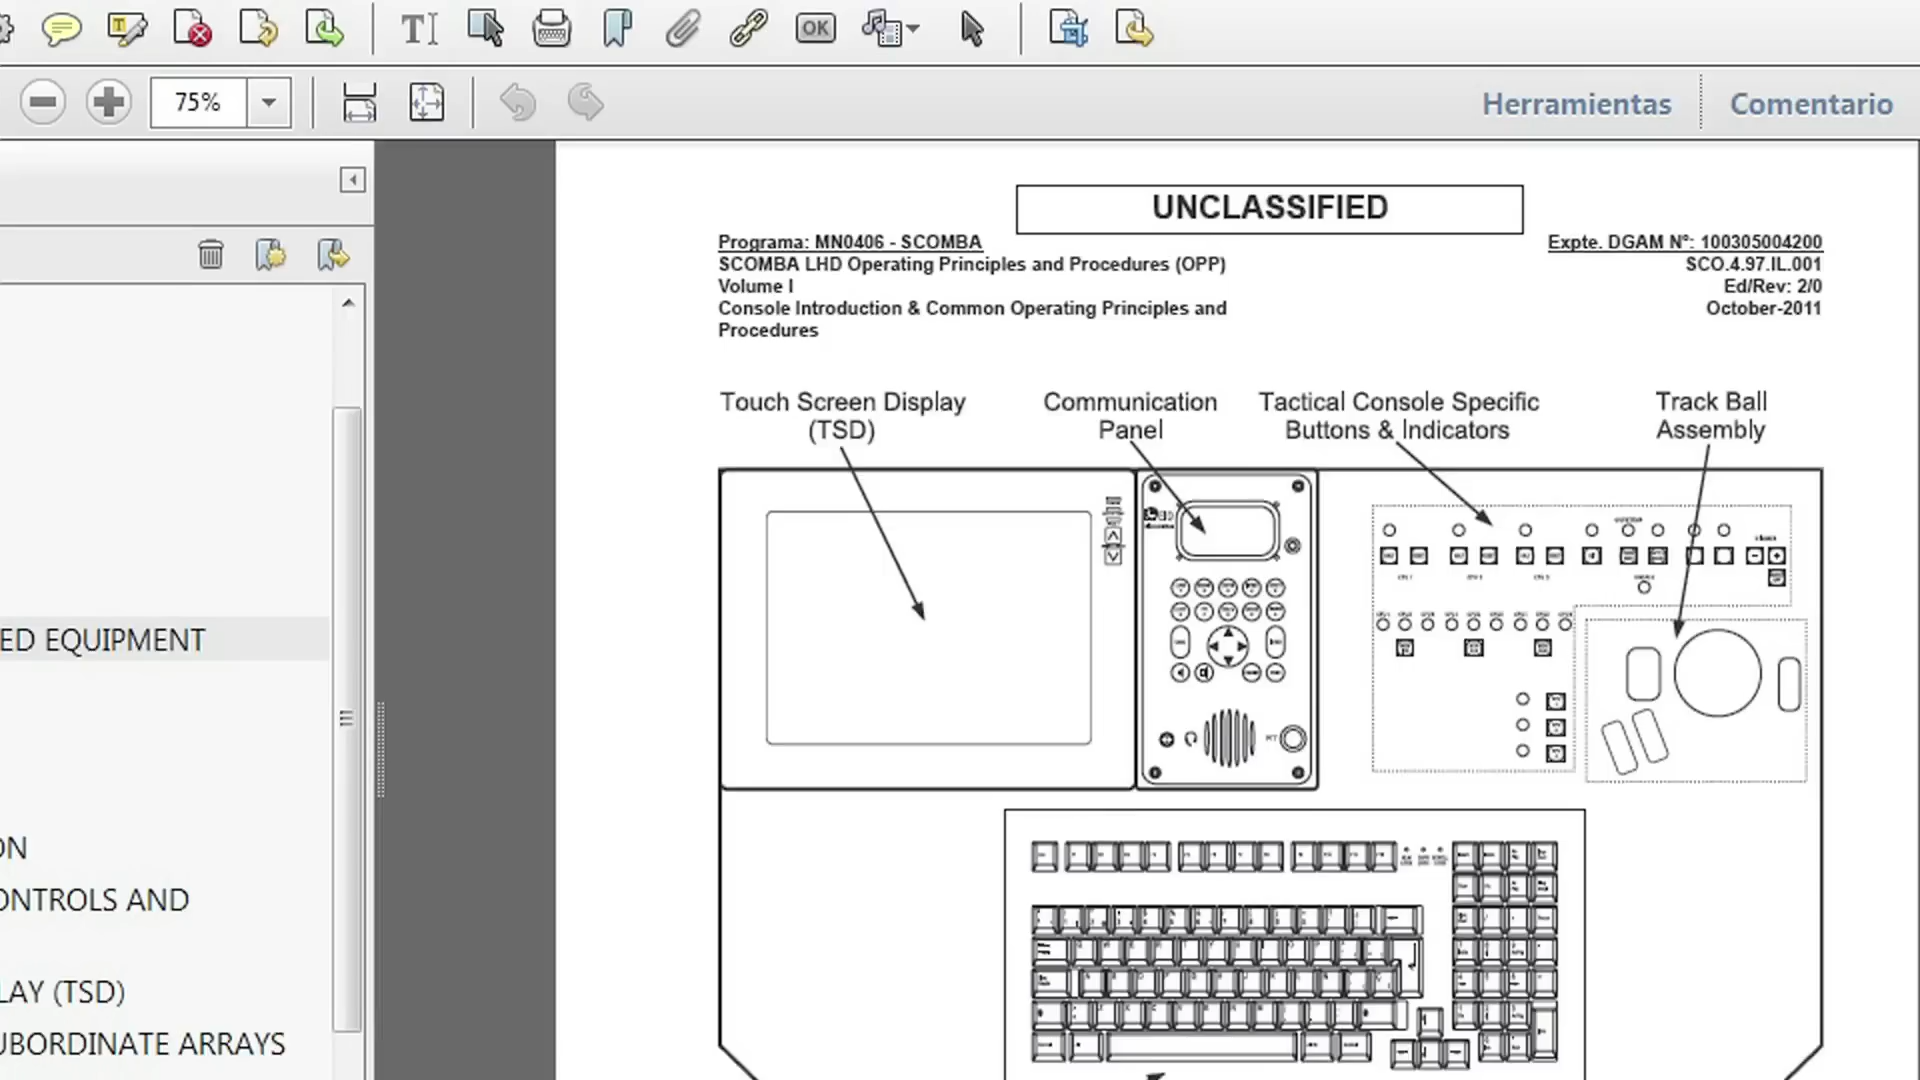 T
OK
75%
Herramientas
Comentario
UNCLASSIFIED
Programa: MN0406 - SCOMBA
SCOMBA LHD Operating Principles and Procedures (OPP)
Volume I
Console Introduction & Common Operating Principles and
Procedures
Expte. DGAM Nº: 100305004200
SCO.4.97.IL.001
Ed/Rev: 2/0
October-2011
ED EQUIPMENT
ON
ONTROLS AND
LAY (TSD)
UBORDINATE ARRAYS
Touch Screen Display
(TSD)
Communication
Panel
Tactical Console Specific
Buttons & Indicators
Track Ball
Assembly